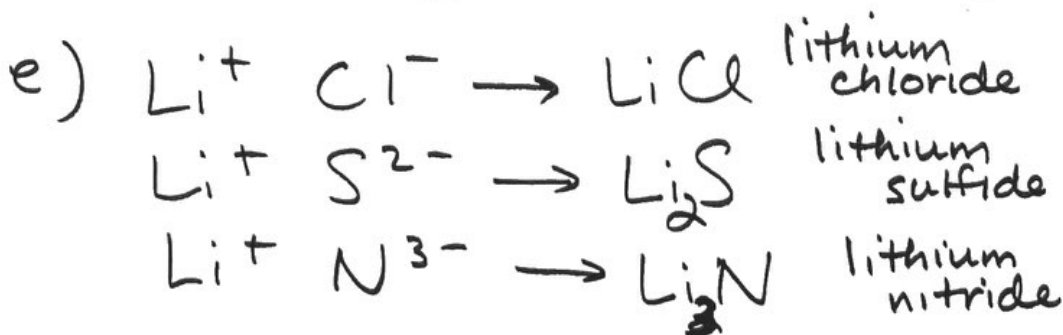 e) Li⁺ Cl⁻ → LiCl lithium chloride
Li⁺ S²⁻ → Li₂S lithium sulfide
Li⁺ N³⁻ → Li₃N lithium nitride